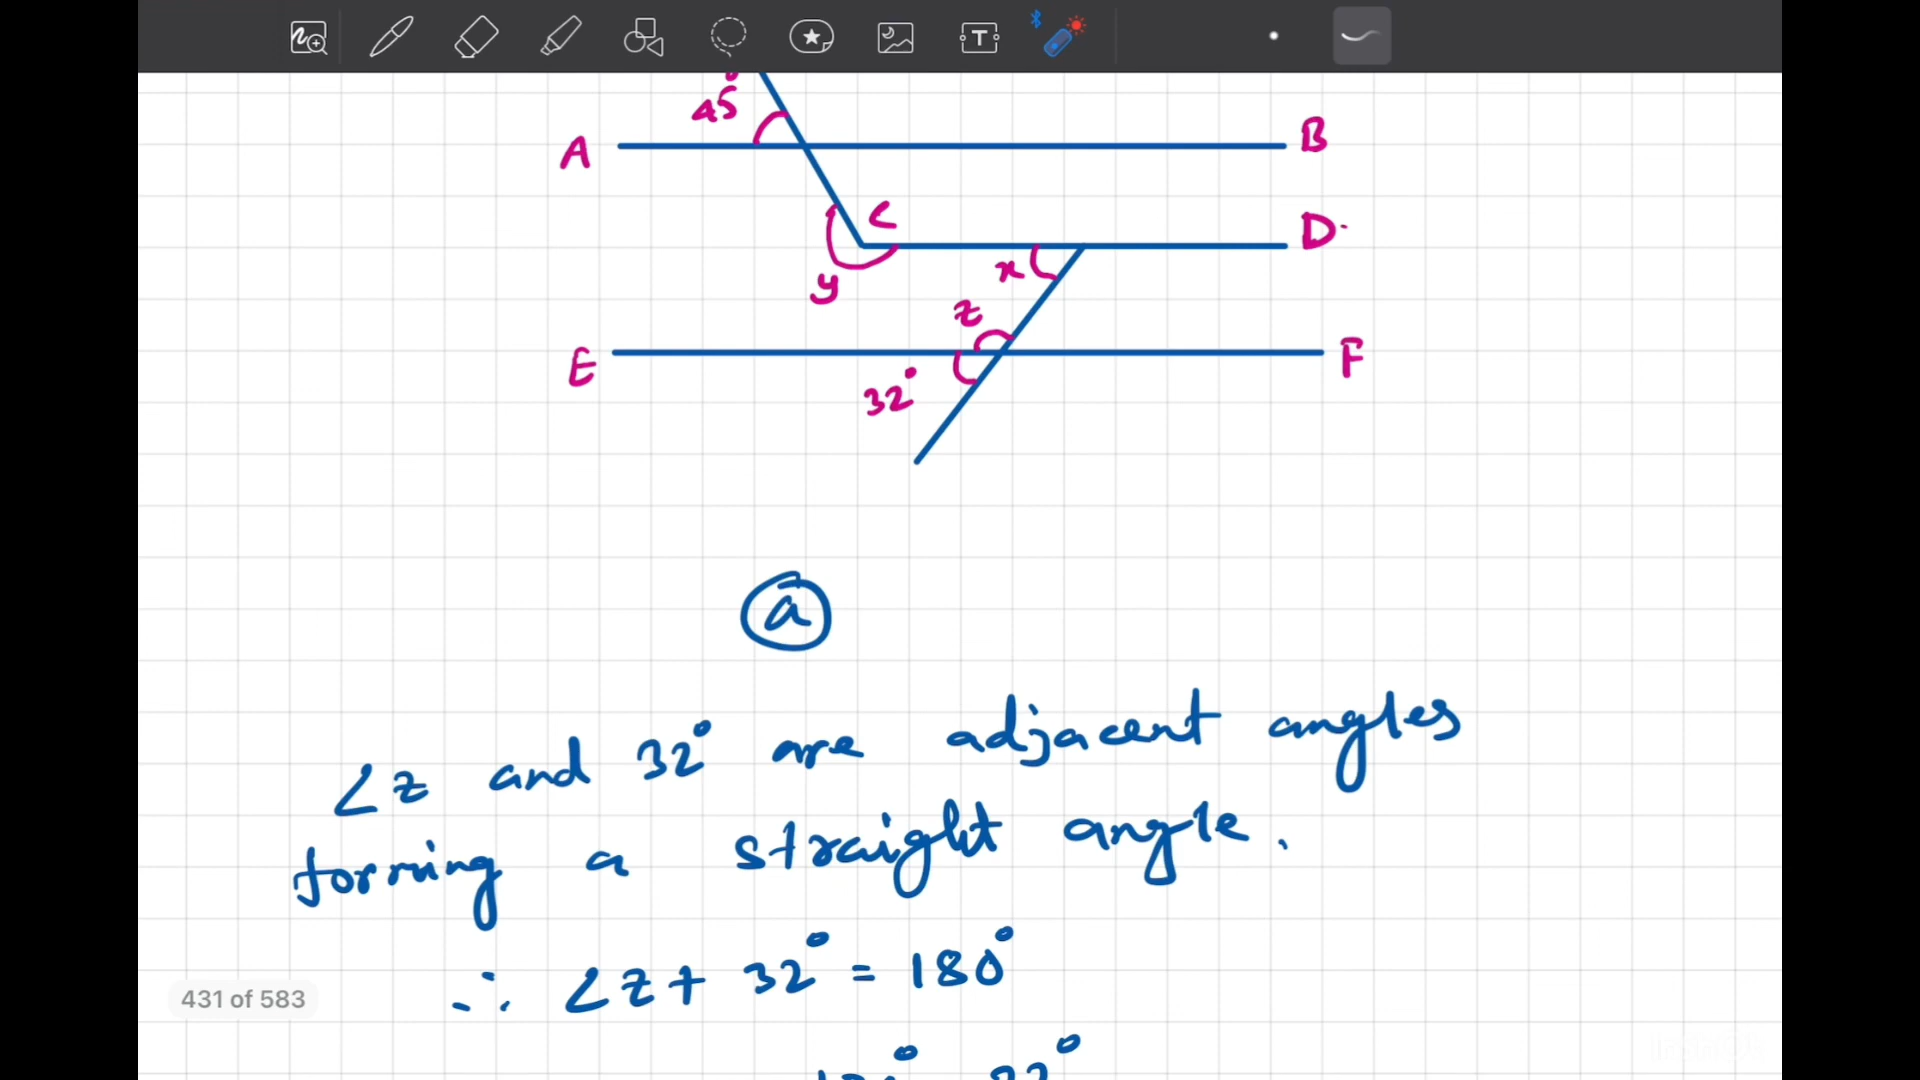 T
45°
A
B
C
D
y
x
z
E
F
32°
a
∠z and 32° are adjacent angles
forming a straight angle.
∴ ∠z + 32° = 180°
431 of 583